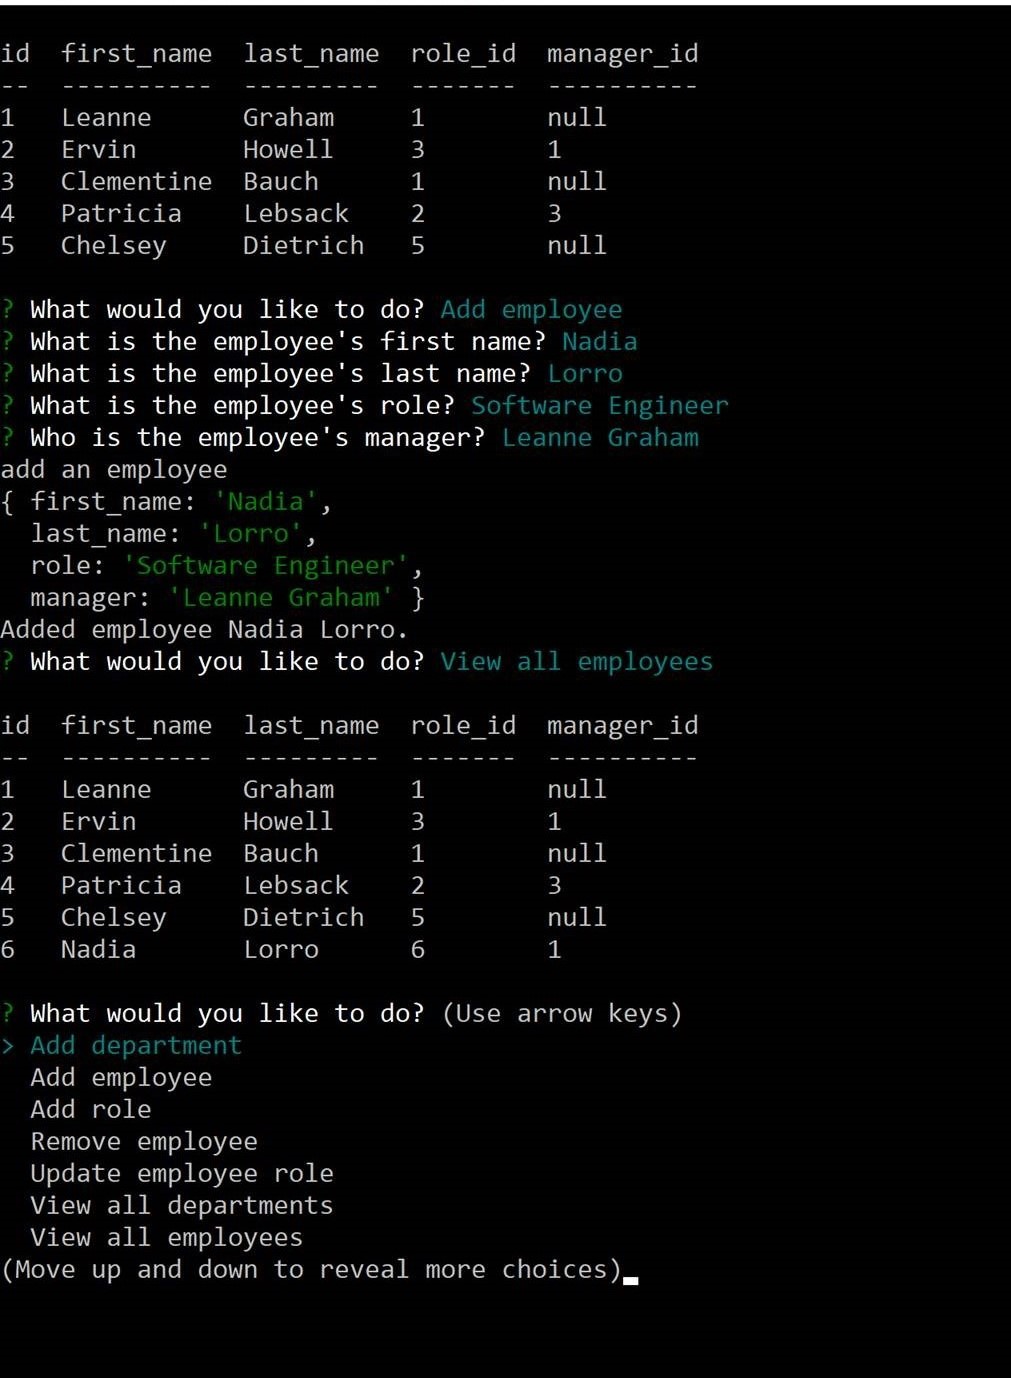 id  first_name  last_name  role_id  manager_id
--  ----------  ---------  -------  ----------
1   Leanne      Graham     1        null
2   Ervin       Howell     3        1
3   Clementine  Bauch      1        null
4   Patricia    Lebsack    2        3
5   Chelsey     Dietrich   5        null
? What would you like to do? Add employee
? What is the employee's first name? Nadia
? What is the employee's last name? Lorro
? What is the employee's role? Software Engineer
? Who is the employee's manager? Leanne Graham
add an employee
{ first_name: 'Nadia',
  last_name: 'Lorro',
  role: 'Software Engineer',
  manager: 'Leanne Graham' }
Added employee Nadia Lorro.
? What would you like to do? View all employees
id  first_name  last_name  role_id  manager_id
--  ----------  ---------  -------  ----------
1   Leanne      Graham     1        null
2   Ervin       Howell     3        1
3   Clementine  Bauch      1        null
4   Patricia    Lebsack    2        3
5   Chelsey     Dietrich   5        null
6   Nadia       Lorro      6        1
? What would you like to do? (Use arrow keys)
> Add department
  Add employee
  Add role
  Remove employee
  Update employee role
  View all departments
  View all employees
(Move up and down to reveal more choices)